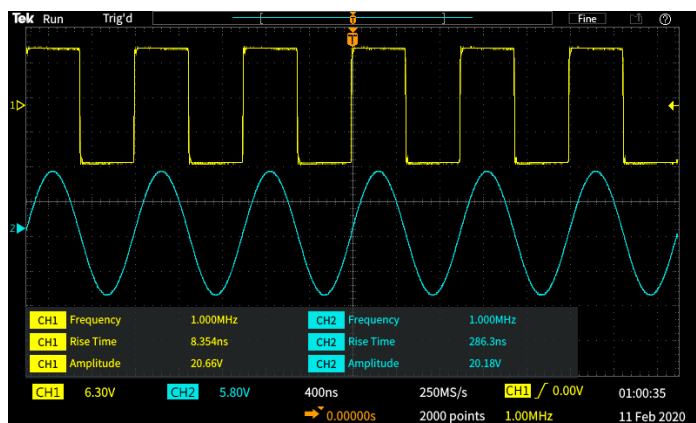 Tek Run Trig'd Fine ?
T
T
1
2
CH1 Frequency 1.000MHz CH2 Frequency 1.000MHz
CH1 Rise Time 8.354ns CH2 Rise Time 286.3ns
CH1 Amplitude 20.66V CH2 Amplitude 20.18V
CH1 6.30V CH2 5.80V 400ns 250MS/s CH1 0.00V 01:00:35
0.00000s 2000 points 1.00MHz 11 Feb 2020